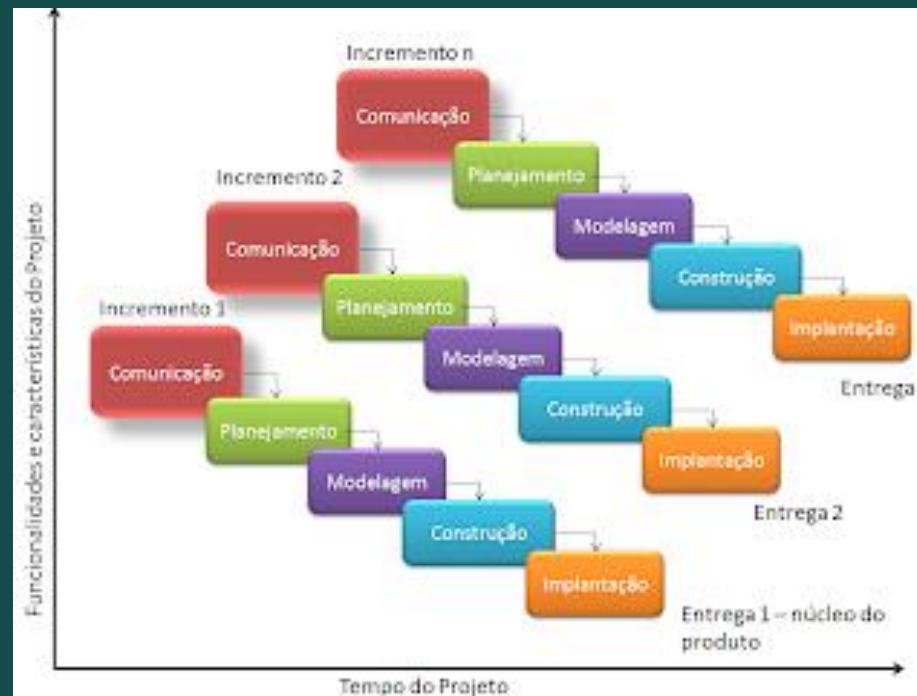 Incremento n
Comunicação
Planejamento
Modelagem
Construção
Implantação
Entrega
Incremento 2
Comunicação
Planejamento
Modelagem
Construção
Implantação
Entrega 2
Incremento 1
Comunicação
Planejamento
Modelagem
Construção
Implantação
Entrega 1 – núcleo do
produto
Funcionalidades e características do Projeto
Tempo do Projeto